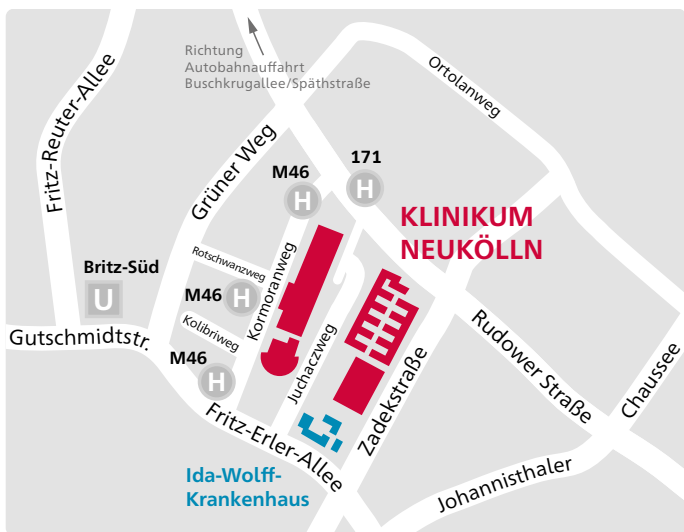 Richtung
Autobahnauffahrt
Buschkrugallee/Späthstraße
Fritz-Reuter-Allee
Ortolanweg
Grüner Weg
171
H
M46
H
KLINIKUM
NEUKÖLLN
Rotschwanzweg
Britz-Süd
U
M46
H
Kormoranweg
Kolibriweg
Gutschmidtstr.
M46
H
Juchaczweg
Rudower Straße
Zadekstraße
Chaussee
Fritz-Erler-Allee
Johannisthaler
Ida-Wolff-
Krankenhaus